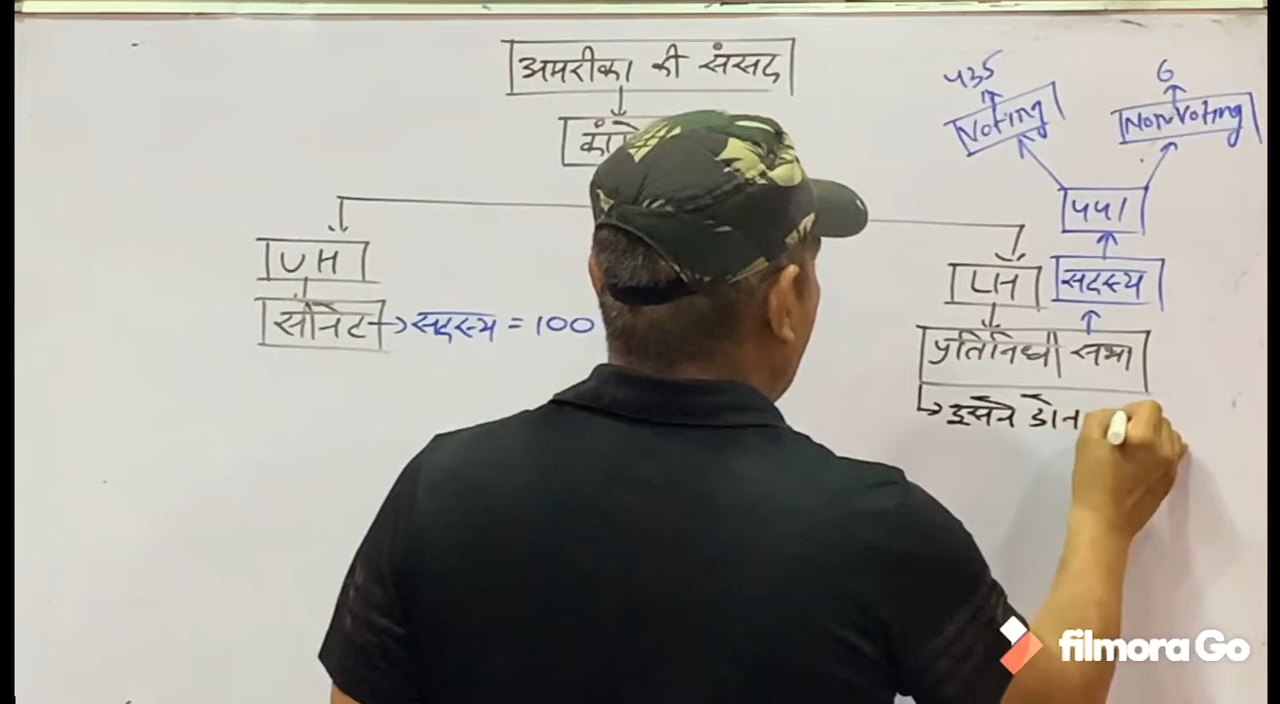 अमरीका की संसद
435
6
Voting
Non Voting
441
UH
LH
सदस्य
सीनेट → सदस्य = 100
प्रतिनिधी सभा
इसमे
filmora Go